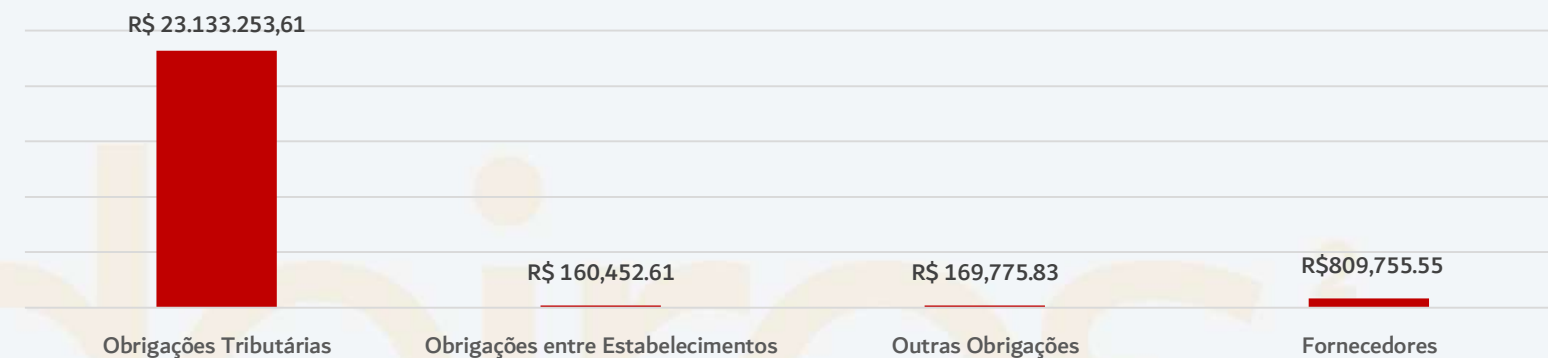 R$ 23.133.253,61
R$ 160,452.61
R$ 169,775.83
R$809,755.55
Obrigações Tributárias
Obrigações entre Estabelecimentos
Outras Obrigações
Fornecedores